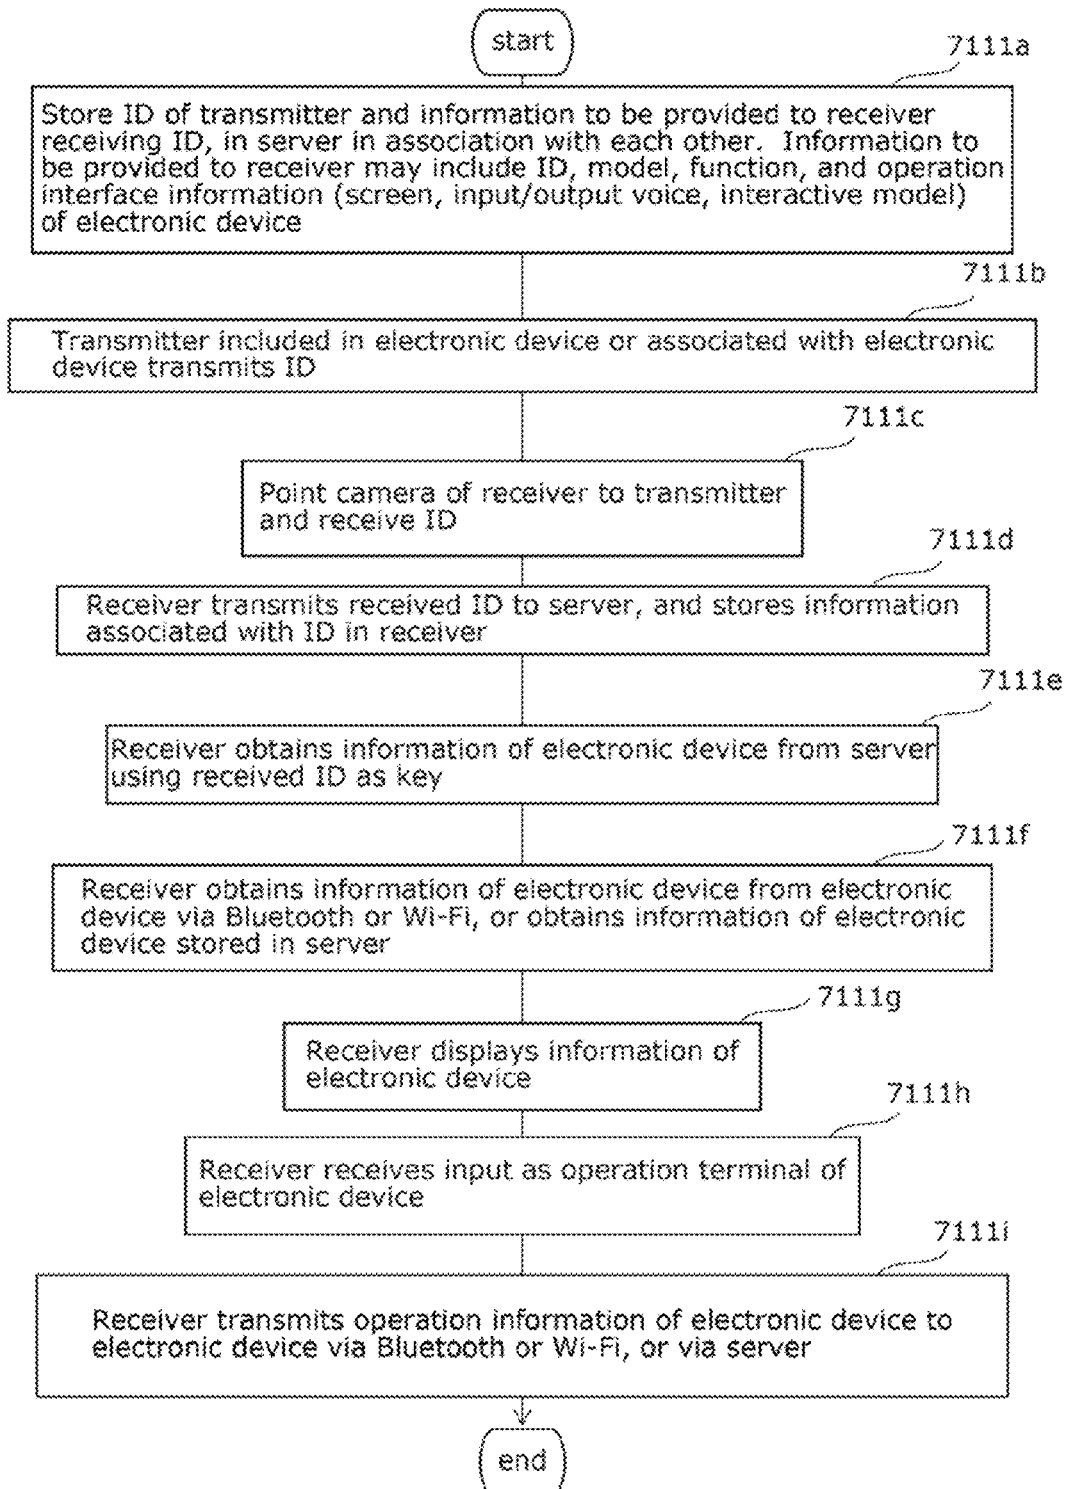 start
7111a
Store ID of transmitter and information to be provided to receiver
receiving ID, in server in association with each other.  Information to
be provided to receiver may include ID, model, function, and operation
interface information (screen, input/output voice, interactive model)
of electronic device
7111b
Transmitter included in electronic device or associated with electronic
device transmits ID
7111c
Point camera of receiver to transmitter
and receive ID
7111d
Receiver transmits received ID to server, and stores information
associated with ID in receiver
7111e
Receiver obtains information of electronic device from server
using received ID as key
7111f
Receiver obtains information of electronic device from electronic
device via Bluetooth or Wi-Fi, or obtains information of electronic
device stored in server
7111g
Receiver displays information of
electronic device
7111h
Receiver receives input as operation terminal of
electronic device
7111i
Receiver transmits operation information of electronic device to
electronic device via Bluetooth or Wi-Fi, or via server
end